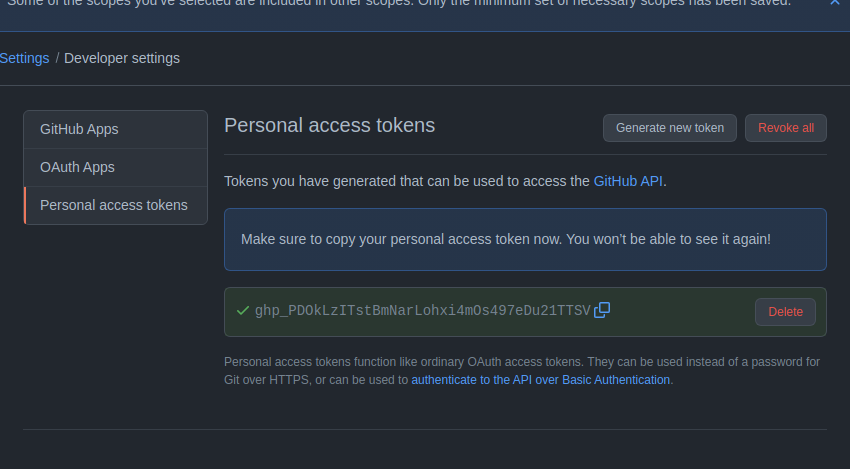 Some of the scopes you've selected are included in other scopes. Only the minimum set of necessary scopes has been saved.
Settings / Developer settings
GitHub Apps
OAuth Apps
Personal access tokens
Personal access tokens
Generate new token
Revoke all
Tokens you have generated that can be used to access the GitHub API.
Make sure to copy your personal access token now. You won't be able to see it again!
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
Delete
Personal access tokens function like ordinary OAuth access tokens. They can be used instead of a password for
Git over HTTPS, or can be used to authenticate to the API over Basic Authentication.